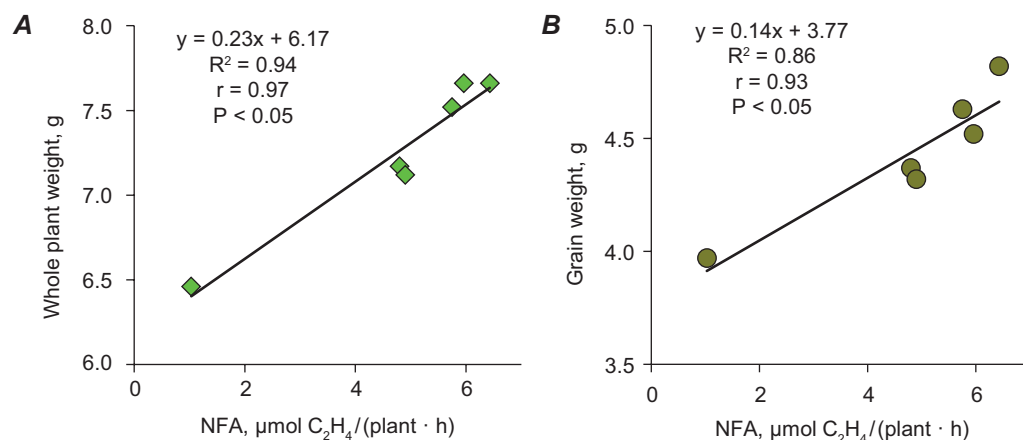 A
y = 0.23x + 6.17
R² = 0.94
r = 0.97
P < 0.05
Whole plant weight, g
8.0
7.5
7.0
6.5
6.0
0 2 4 6
NFA, μmol C₂H₄/(plant · h)
B
y = 0.14x + 3.77
R² = 0.86
r = 0.93
P < 0.05
Grain weight, g
5.0
4.5
4.0
3.5
0 2 4 6
NFA, μmol C₂H₄/(plant · h)